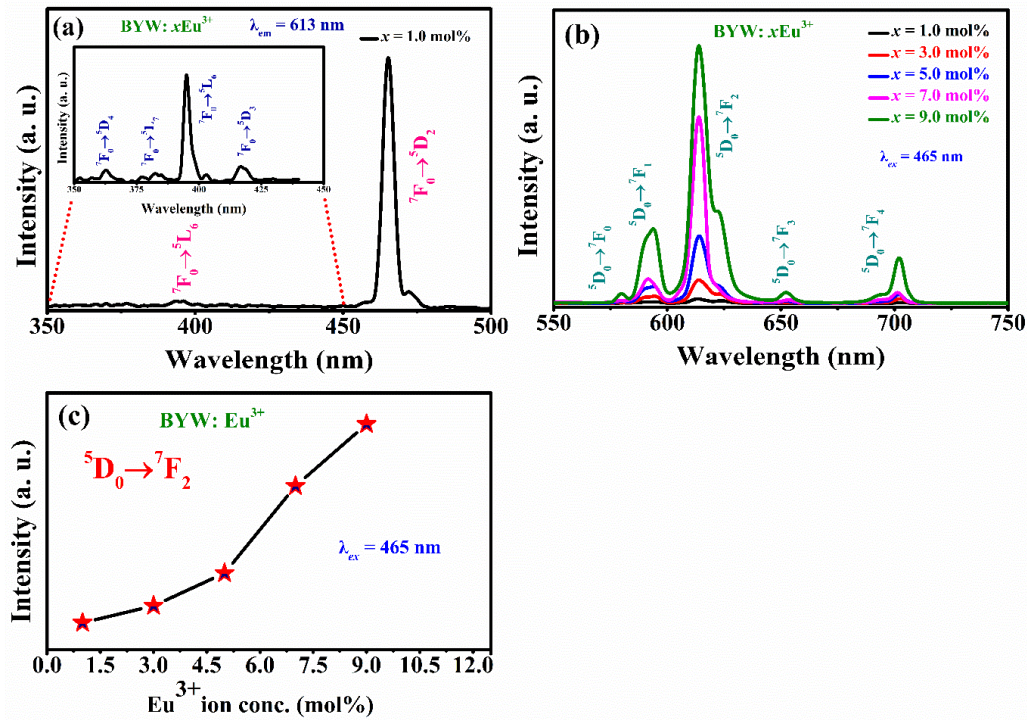 (a)
BYW: xEu³⁺
λem = 613 nm
x = 1.0 mol%
Intensity (a. u.)
⁷F₀→⁵D₄
⁷F₀→⁵L₇
⁷F₀→⁵L₆
⁷F₀→⁵D₃
350 375 400 425 450
Wavelength (nm)
⁷F₀→⁵L₆
⁷F₀→⁵D₂
Intensity (a. u.)
350 400 450 500
Wavelength (nm)
(b)
BYW: xEu³⁺
x = 1.0 mol%
x = 3.0 mol%
x = 5.0 mol%
x = 7.0 mol%
x = 9.0 mol%
λex = 465 nm
⁵D₀→⁷F₀
⁵D₀→⁷F₁
⁵D₀→⁷F₂
⁵D₀→⁷F₃
⁵D₀→⁷F₄
Intensity (a. u.)
550 600 650 700 750
Wavelength (nm)
(c)
BYW: Eu³⁺
⁵D₀→⁷F₂
λex = 465 nm
Intensity (a. u.)
0.0 1.5 3.0 4.5 6.0 7.5 9.0 10.5 12.0
Eu³⁺ion conc. (mol%)